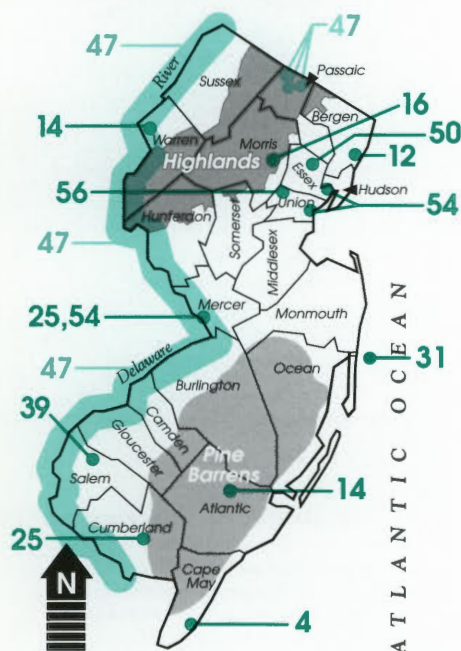 47
47
River
Sussex
Passaic
Bergen
14
16
Warren
Morris
50
Highlands
12
Essex
56
Hudson
Union
54
Hunterdon
Somerset
Middlesex
47
Mercer
Monmouth
25,54
47
Delaware
Ocean
31
Burlington
39
Camden
Gloucester
Pine
Barrens
Salem
14
Atlantic
25
Cumberland
Cape
May
N
4
ATLANTIC OCEAN